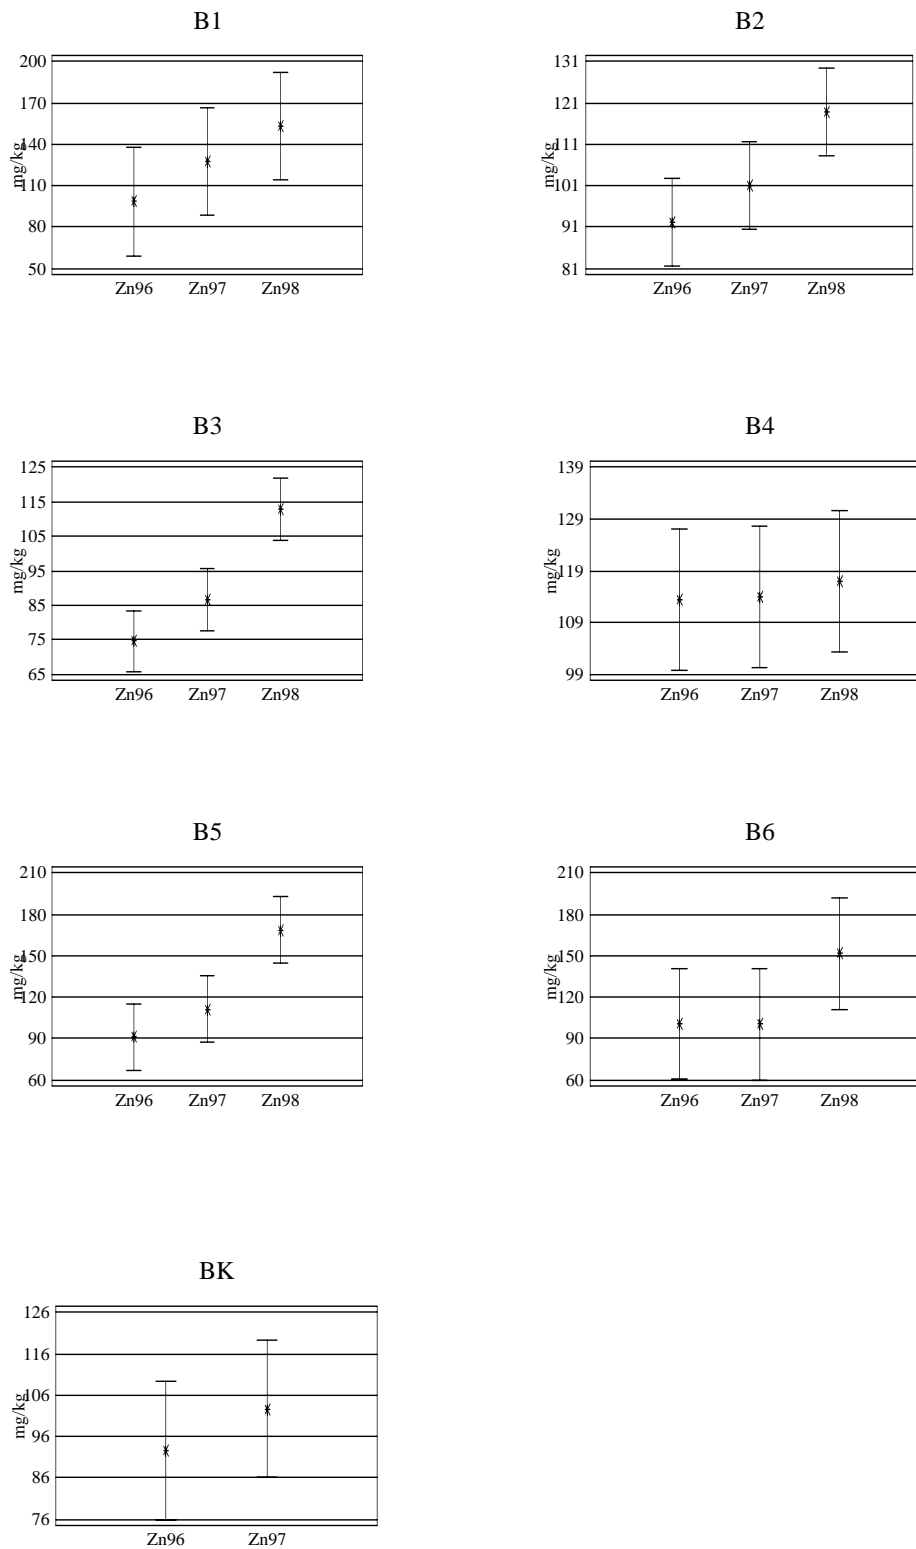 B1
200
170
140
110
80
50
mg/kg
Zn96 Zn97 Zn98
B2
131
121
111
101
91
81
mg/kg
Zn96 Zn97 Zn98
B3
125
115
105
95
85
75
65
mg/kg
Zn96 Zn97 Zn98
B4
139
129
119
109
99
mg/kg
Zn96 Zn97 Zn98
B5
210
180
150
120
90
60
mg/kg
Zn96 Zn97 Zn98
B6
210
180
150
120
90
60
mg/kg
Zn96 Zn97 Zn98
BK
126
116
106
96
86
76
mg/kg
Zn96 Zn97